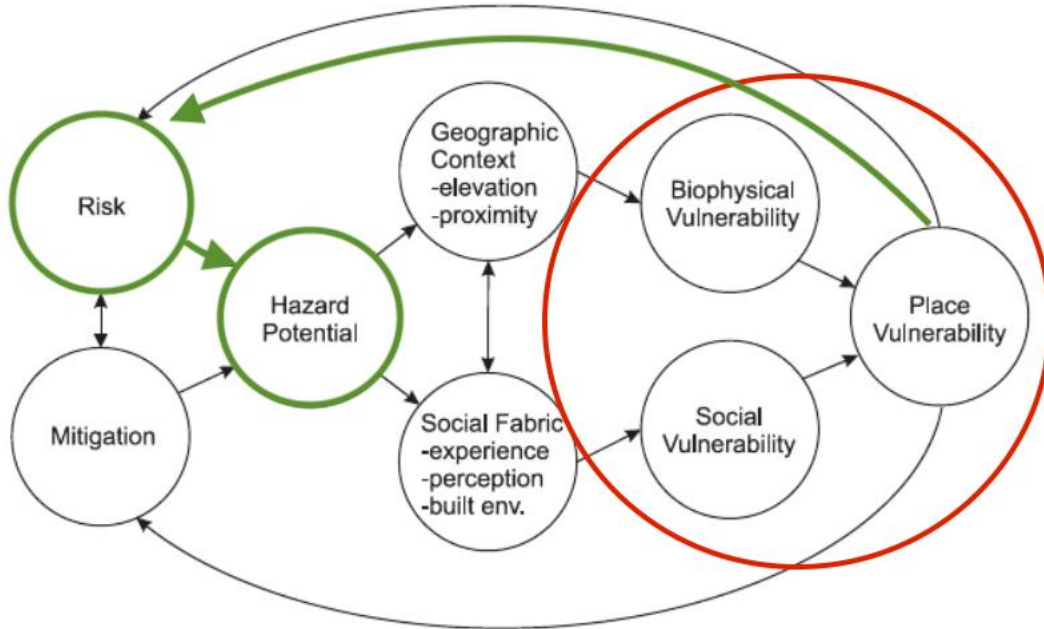 Risk
Mitigation
Hazard
Potential
Geographic
Context
-elevation
-proximity
Social Fabric
-experience
-perception
-built env.
Biophysical
Vulnerability
Social
Vulnerability
Place
Vulnerability